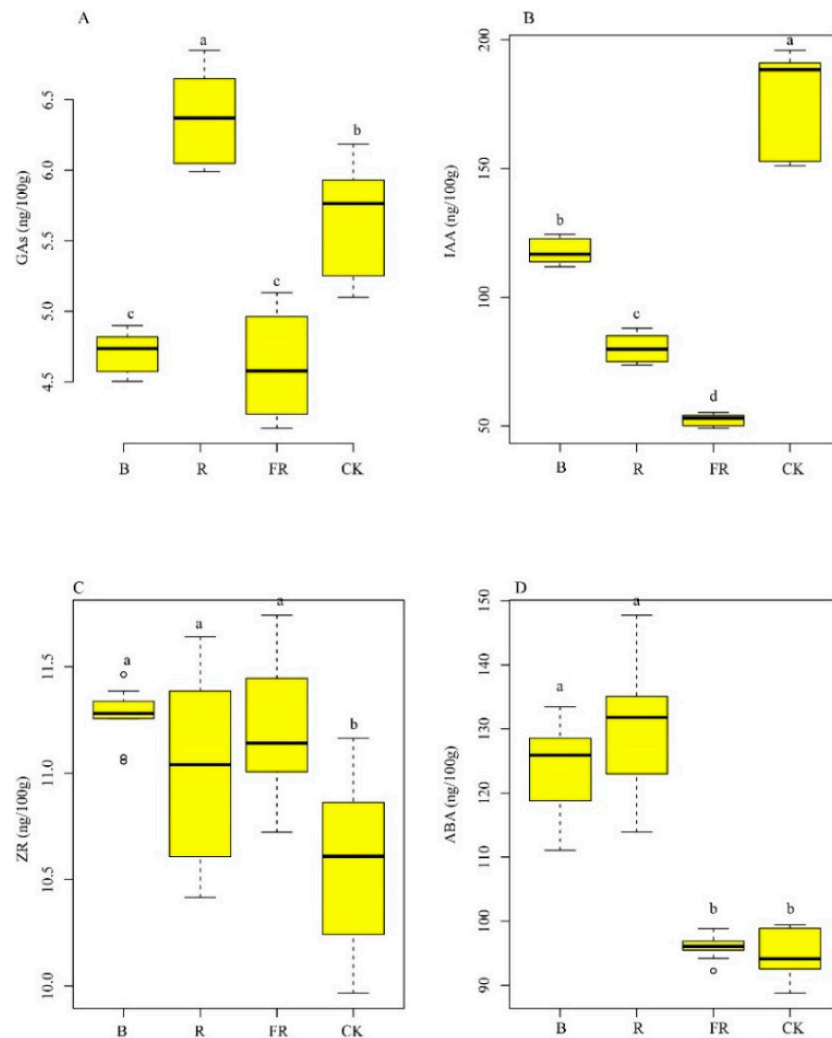 A
GAs (ng/100g)
6.5
6.0
5.5
5.0
4.5
c
a
c
b
B
R
FR
CK
B
IAA (ng/100g)
200
150
100
50
b
c
d
a
B
R
FR
CK
C
ZR (ng/100g)
11.5
11.0
10.5
10.0
a
a
a
b
B
R
FR
CK
D
ABA (ng/100g)
150
140
130
120
110
100
90
a
a
b
b
B
R
FR
CK